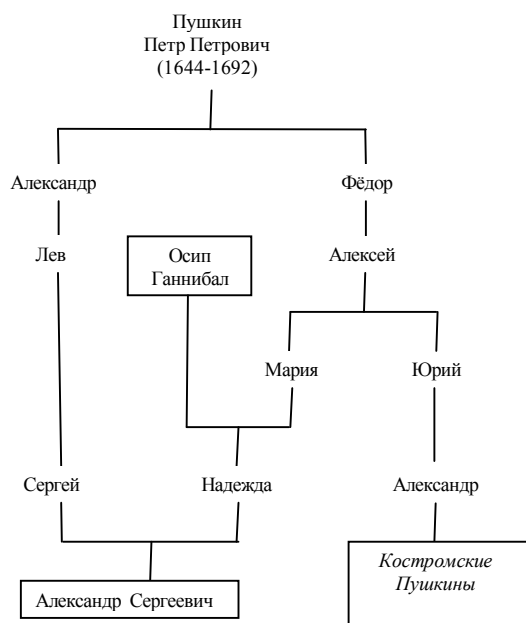 Пушкин
Петр Петрович
(1644-1692)
Александр
Фёдор
Лев
Осип
Ганнибал
Алексей
Мария
Юрий
Сергей
Надежда
Александр
Александр Сергеевич
Костромские
Пушкины